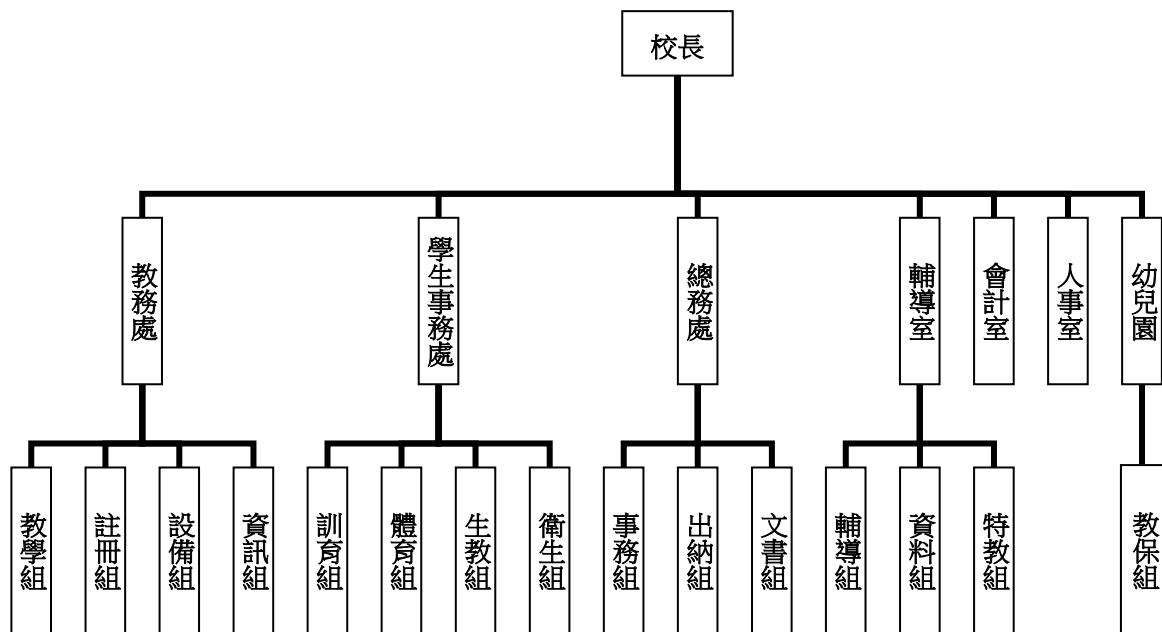 校長
教務處
學生事務處
總務處
輔導室
會計室
人事室
幼兒園
教學組
註冊組
設備組
資訊組
訓育組
體育組
生教組
衛生組
事務組
出納組
文書組
輔導組
資料組
特教組
教保組